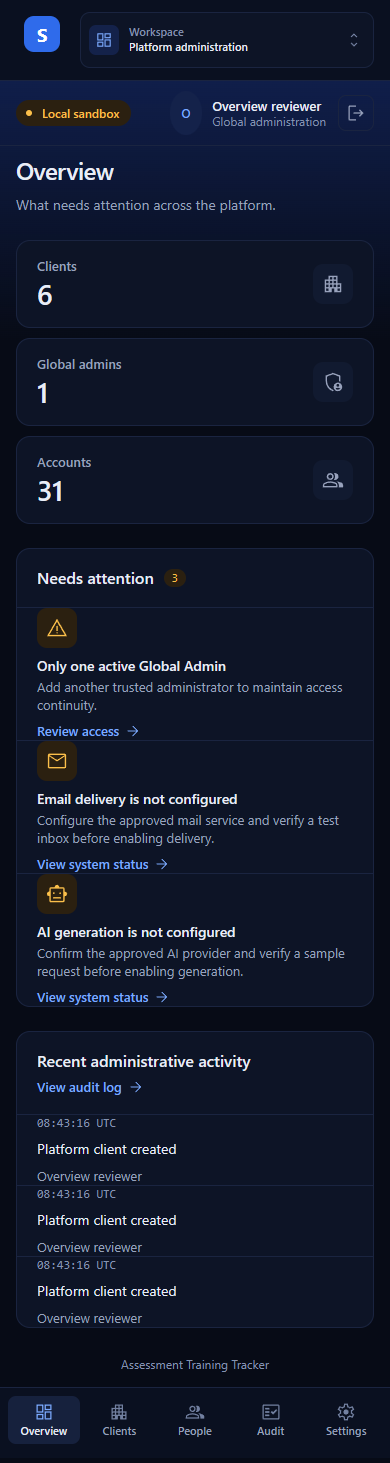 S
Workspace
Platform administration
Local sandbox
O
Overview reviewer
Global administration
Overview
What needs attention across the platform.
Clients
6
Global admins
1
Accounts
31
Needs attention 3
Only one active Global Admin
Add another trusted administrator to maintain access
continuity.
Review access
Email delivery is not configured
Configure the approved mail service and verify a test
inbox before enabling delivery.
View system status
AI generation is not configured
Confirm the approved AI provider and verify a sample
request before enabling generation.
View system status
Recent administrative activity
View audit log
08:43:16 UTC
Platform client created
Overview reviewer
08:43:16 UTC
Platform client created
Overview reviewer
08:43:16 UTC
Platform client created
Overview reviewer
Assessment Training Tracker
Overview Clients People Audit Settings